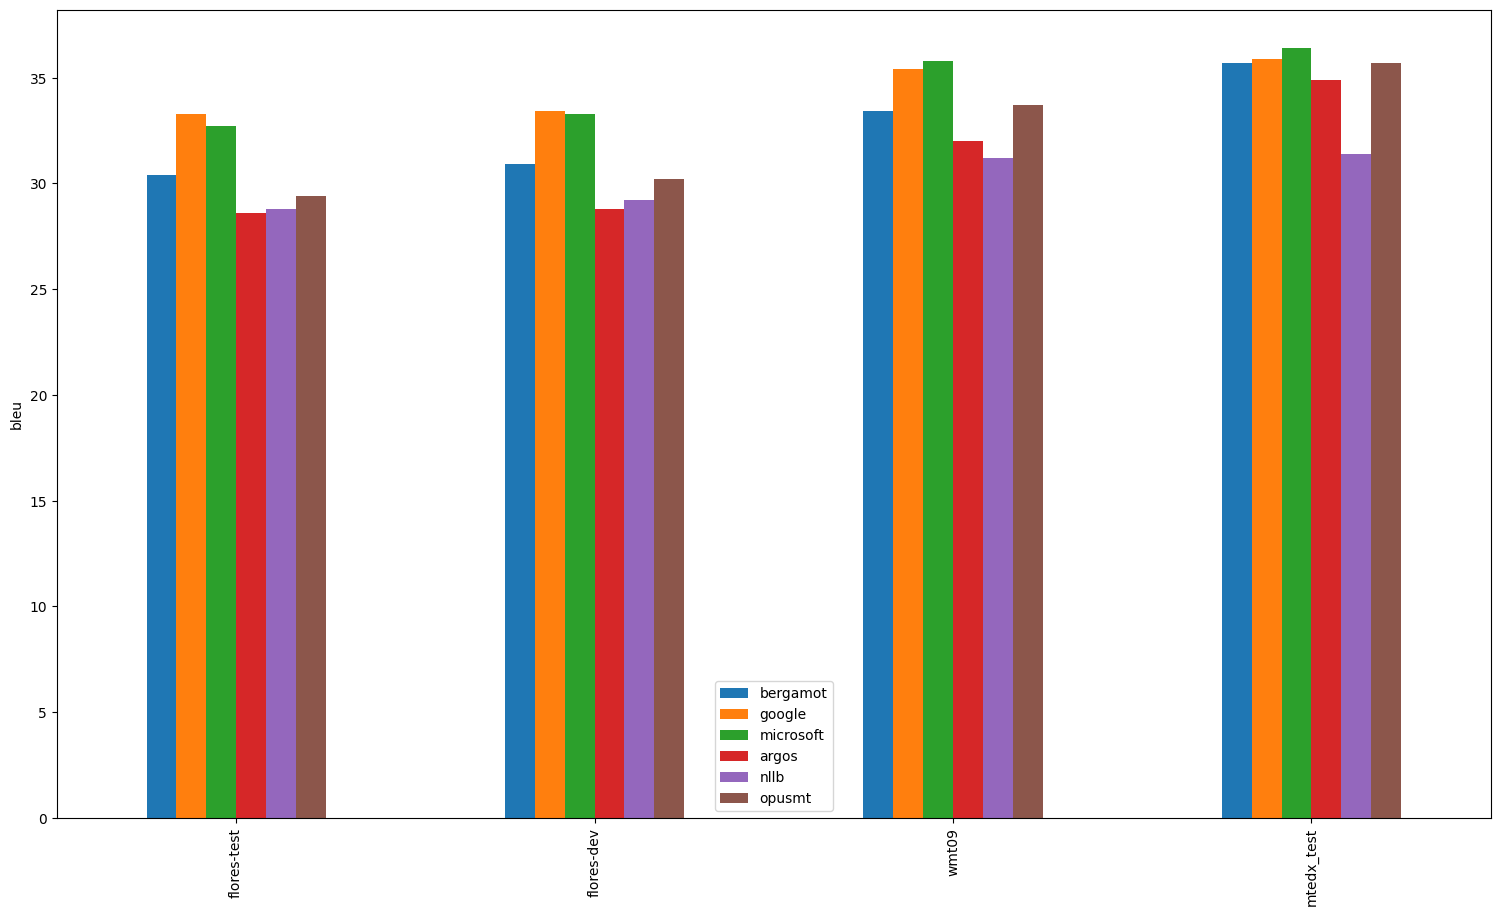 35
30
25
20
15
10
5
0
bleu
bergamot
google
microsoft
argos
nllb
opusmt
flores-test
flores-dev
wmt09
mtedx_test